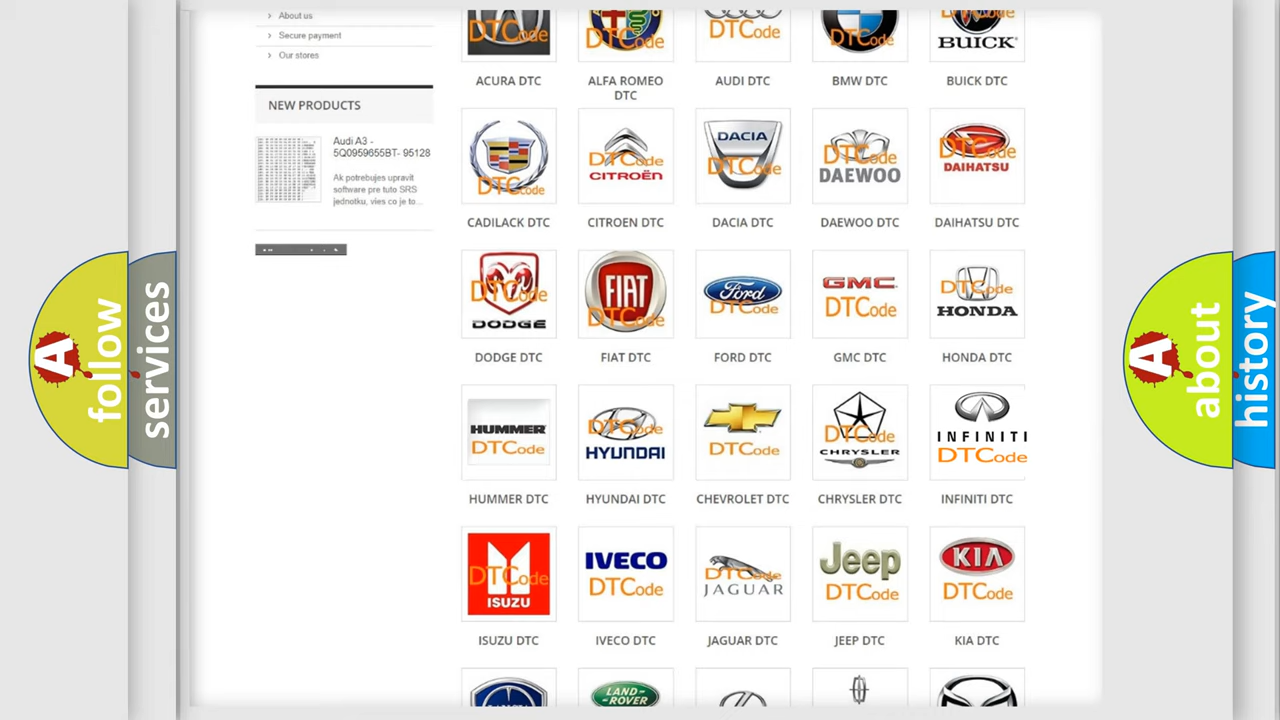 About us
Secure payment
Our stores
NEW PRODUCTS
Audi A3 -
5Q0959655BT- 95128
Ak potrebujes upravit
software pre tuto SRS
jednotku, vies co je to...
DTCode
DTCode
DTCode
DTCode
BUICK
ACURA DTC
ALFA ROMEO
DTC
AUDI DTC
BMW DTC
BUICK DTC
DTCode
DTCode
CITROËN
DACIA
DTCode
DTCode
DAEWOO
DTCode
DAIHATSU
CADILACK DTC
CITROEN DTC
DACIA DTC
DAEWOO DTC
DAIHATSU DTC
DTCode
DODGE
FIAT
DTCode
Ford
DTCode
GMC
DTCode
DTCode
HONDA
DODGE DTC
FIAT DTC
FORD DTC
GMC DTC
HONDA DTC
HUMMER
DTCode
DTCode
HYUNDAI
DTCode
DTCode
CHRYSLER
INFINITI
DTCode
HUMMER DTC
HYUNDAI DTC
CHEVROLET DTC
CHRYSLER DTC
INFINITI DTC
DTCode
ISUZU
IVECO
DTCode
DTCode
JAGUAR
Jeep
DTCode
KIA
DTCode
ISUZU DTC
IVECO DTC
JAGUAR DTC
JEEP DTC
KIA DTC
LAND-
ROVER
A follow
services
A about
history